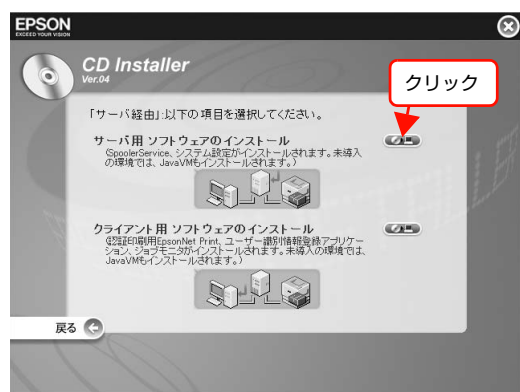 EPSON
EXCEED YOUR VISION
CD Installer
Ver.04
クリック
「サーバ経由」:以下の項目を選択してください。
サーバ用 ソフトウェアのインストール
(SpoolerService、システム設定がインストールされます。未導入
の環境では、JavaVMもインストールされます。)
クライアント用 ソフトウェアのインストール
(認証印刷用EpsonNet Print、ユーザー識別情報登録アプリケー
ション、ジョブモニタがインストールされます。未導入の環境では、
JavaVMもインストールされます。)
戻る